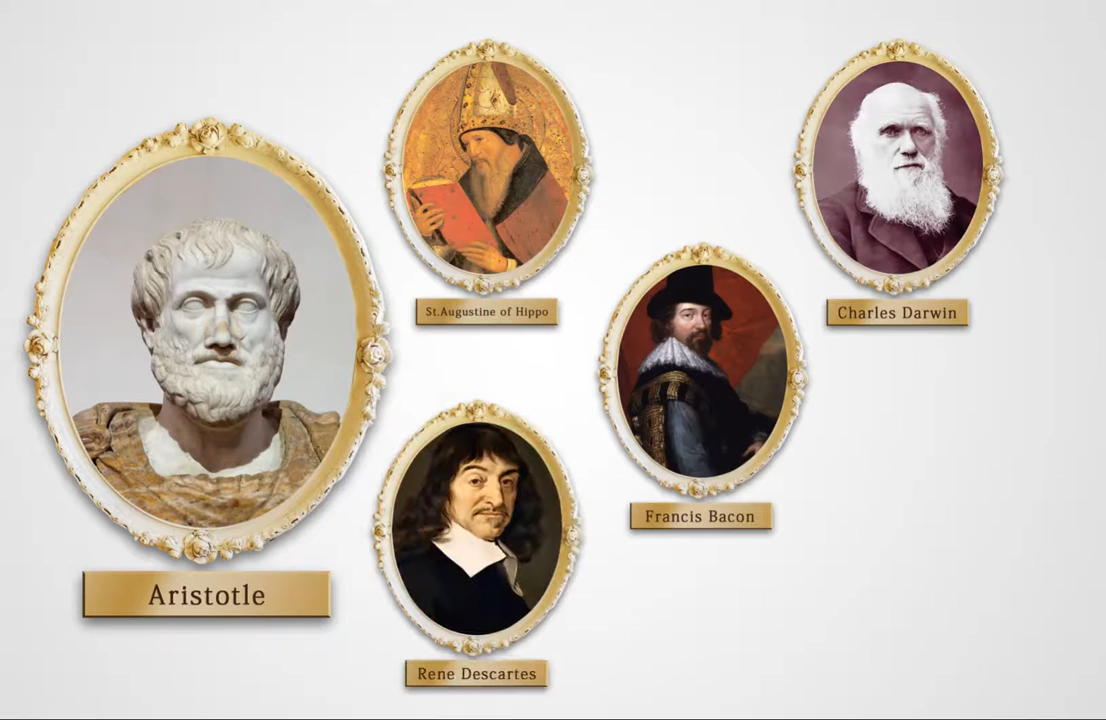 St.Augustine of Hippo
Charles Darwin
Francis Bacon
Aristotle
Rene Descartes